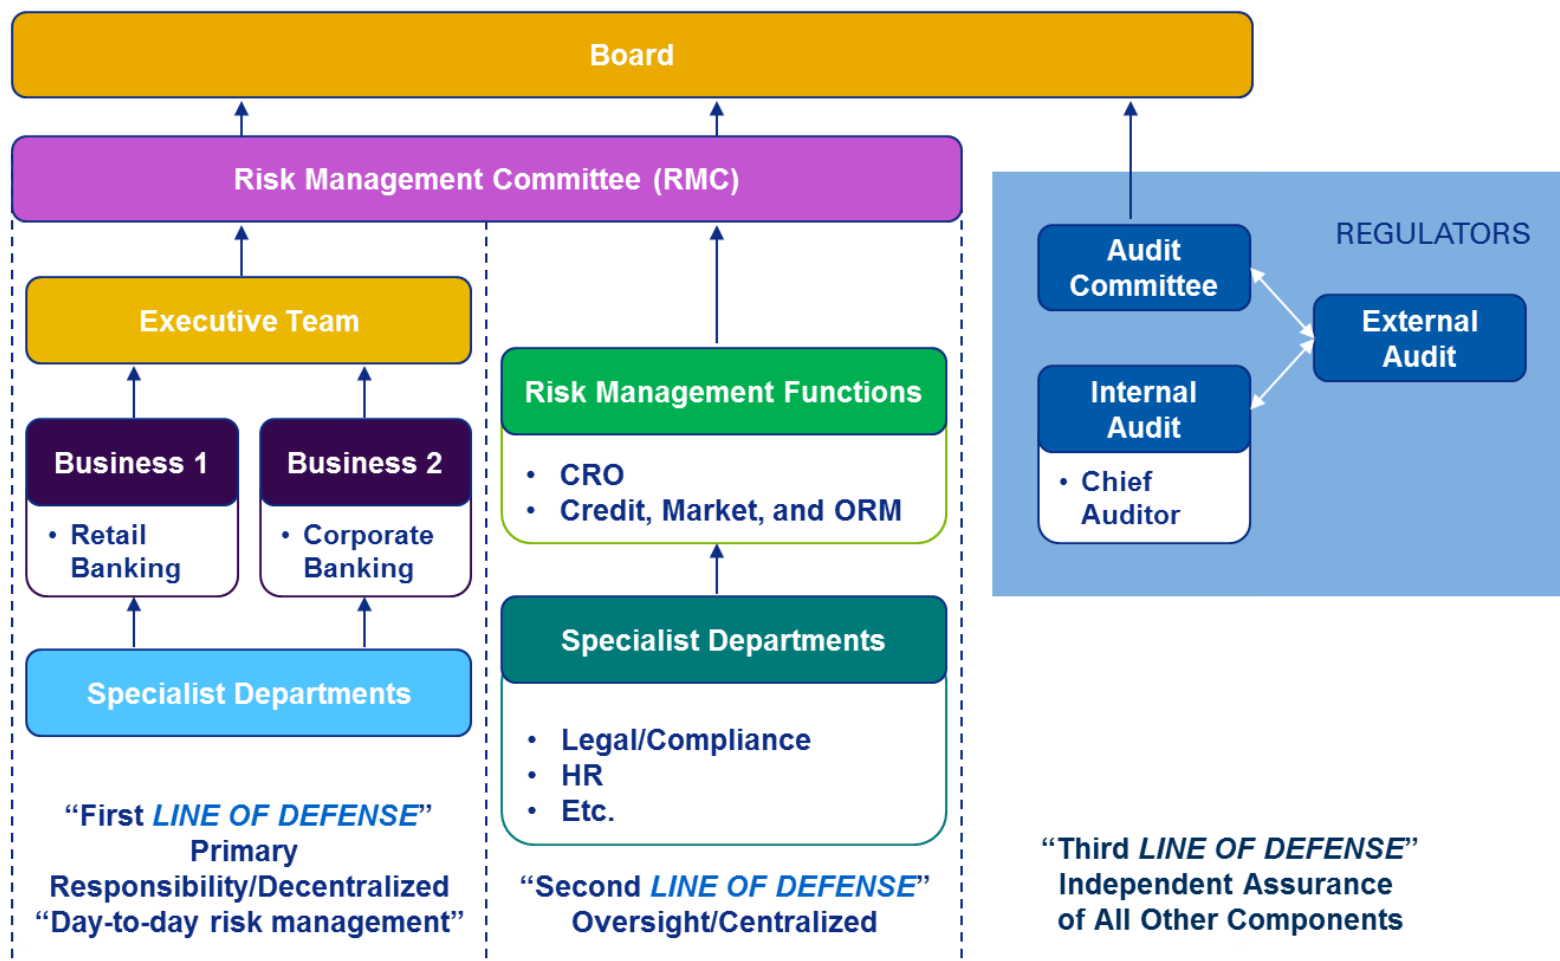 Board
Risk Management Committee (RMC)
Executive Team
Business 1
• Retail
Banking
Business 2
• Corporate
Banking
Specialist Departments
“First LINE OF DEFENSE”
Primary
Responsibility/Decentralized
“Day-to-day risk management”
Risk Management Functions
• CRO
• Credit, Market, and ORM
Specialist Departments
• Legal/Compliance
• HR
• Etc.
“Second LINE OF DEFENSE”
Oversight/Centralized
REGULATORS
Audit
Committee
External
Audit
Internal
Audit
• Chief
Auditor
“Third LINE OF DEFENSE”
Independent Assurance
of All Other Components